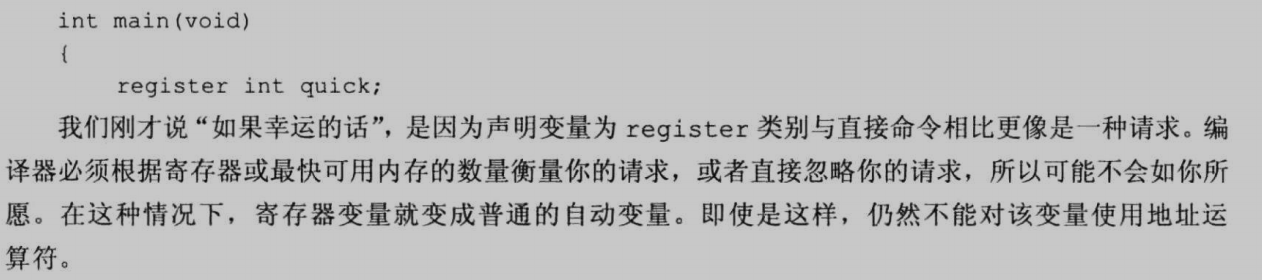 int main(void)
{
register int quick;
我们刚才说“如果幸运的话”，是因为声明变量为 register 类别与直接命令相比更像是一种请求。编
译器必须根据寄存器或最快可用内存的数量衡量你的请求，或者直接忽略你的请求，所以可能不会如你所
愿。在这种情况下，寄存器变量就变成普通的自动变量。即使是这样，仍然不能对该变量使用地址运
算符。